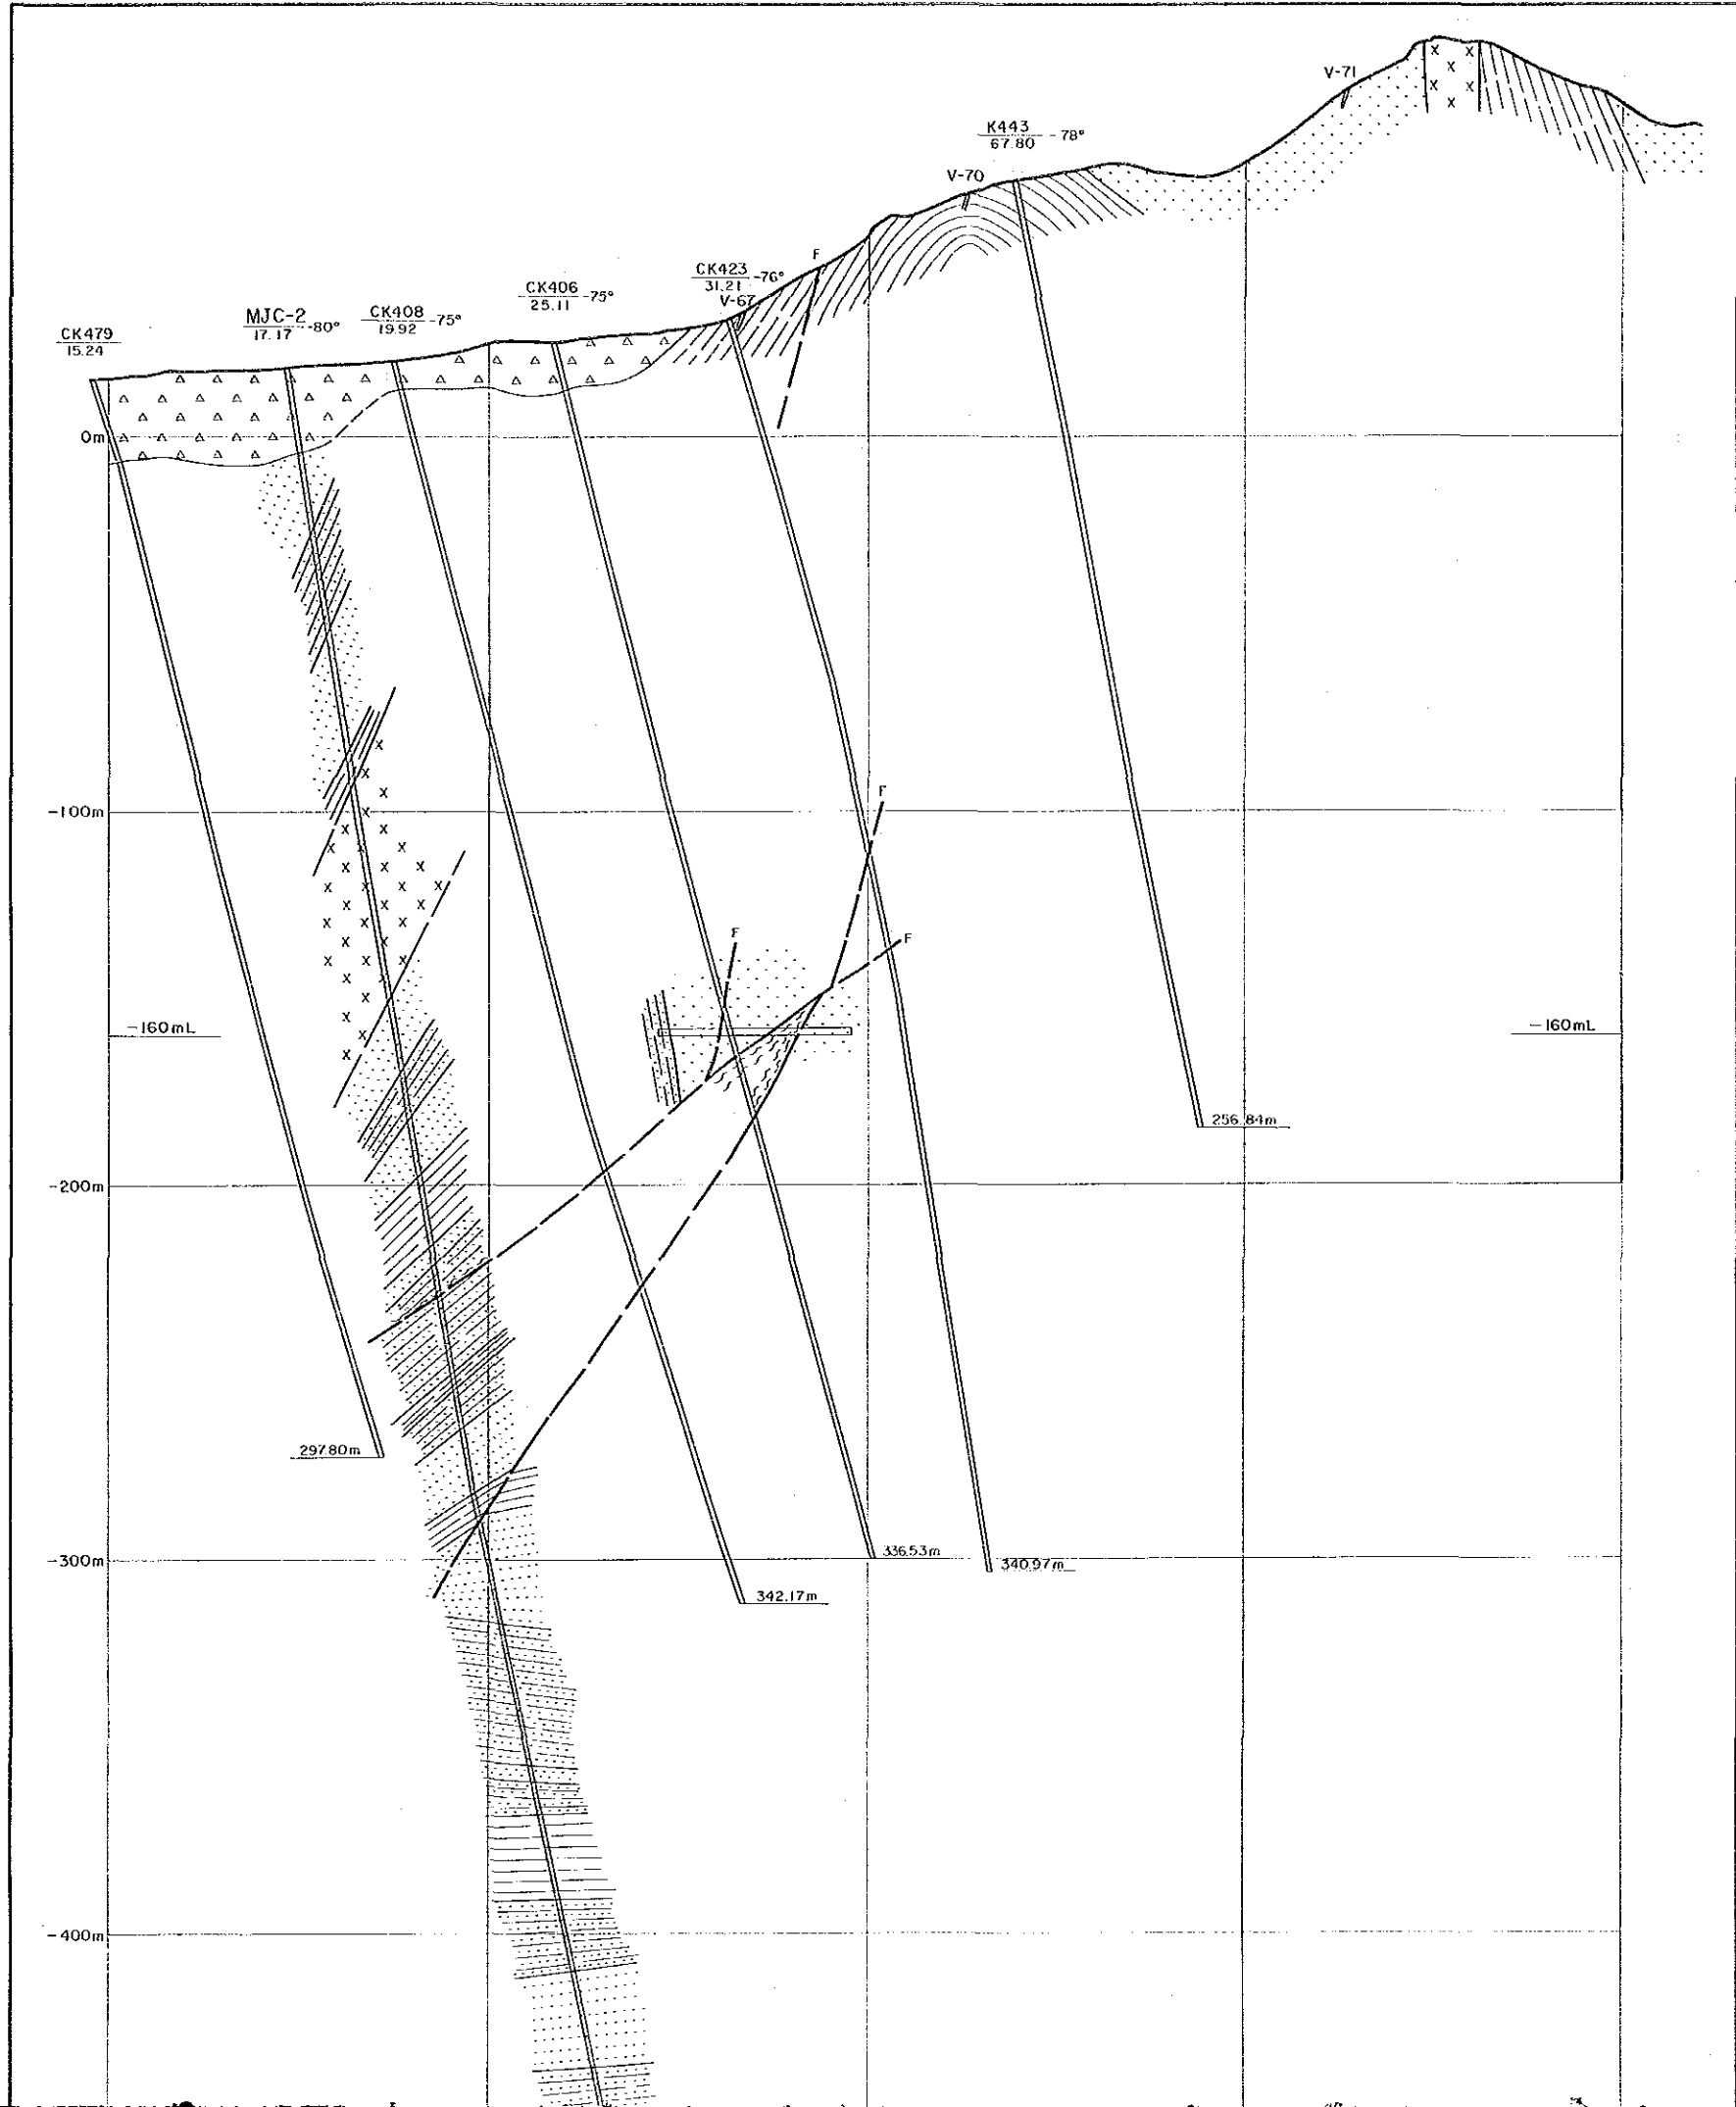 V-71
K443 -78°
67.80
V-70
F
CK423 -76°
31.21
V-67
CK406 -75°
25.11
MJC-2 -80°
17.17
CK408 -75°
19.92
CK479
15.24
0m
-100m
F
F
F
-160mL
-160mL
256.84m
-200m
297.80m
-300m
336.53m
340.97m
342.17m
-400m
x x
x
x x
x
x
x
x
x
x x
x x
x x
x x
x x
x x
x x
x x
x x
x x
x x
x
x
x
x